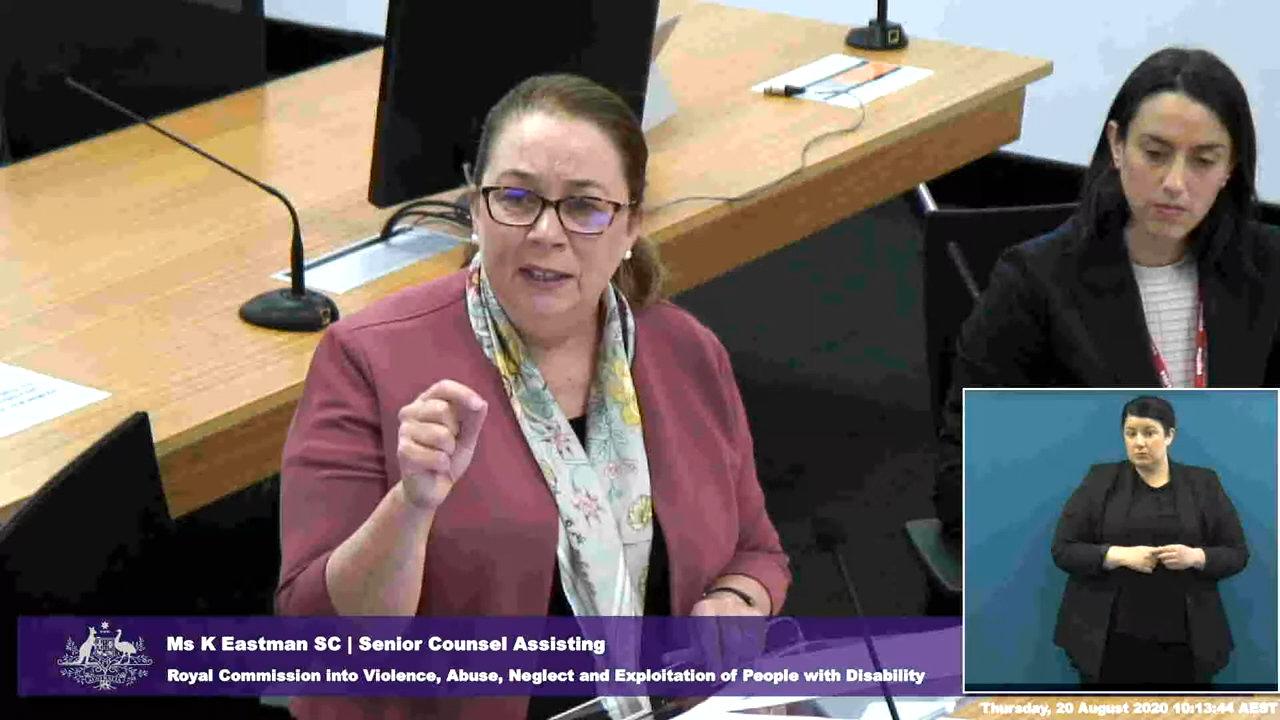 Ms K Eastman SC | Senior Counsel Assisting
Royal Commission into Violence, Abuse, Neglect and Exploitation of People with Disability
Thursday, 20 August 2020 10:13:44 AEST